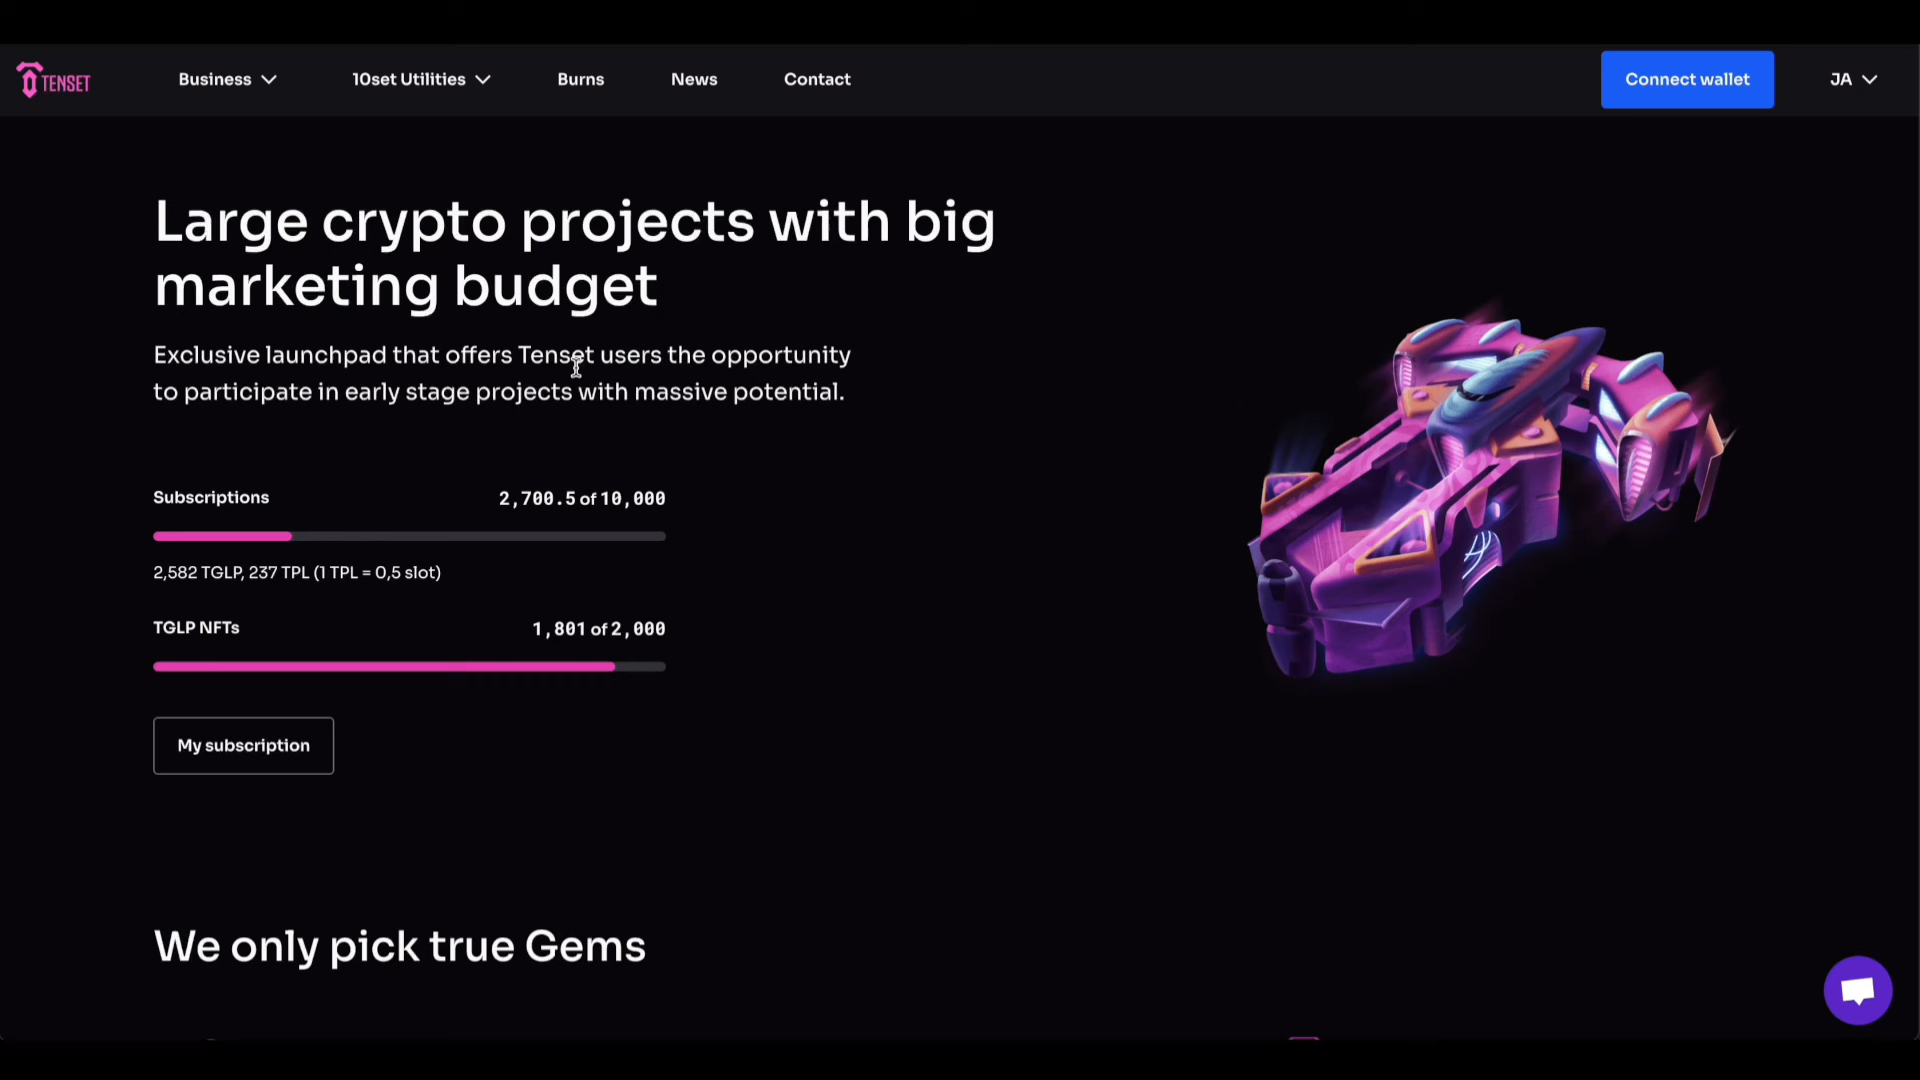 TENSET
Business
10set Utilities
Burns
News
Contact
Connect wallet
JA
Large crypto projects with big
marketing budget
Exclusive launchpad that offers Tenset users the opportunity
to participate in early stage projects with massive potential.
Subscriptions
2,700.5 of 10,000
2,582 TGLP, 237 TPL (1 TPL = 0,5 slot)
TGLP NFTs
1,801 of 2,000
My subscription
We only pick true Gems